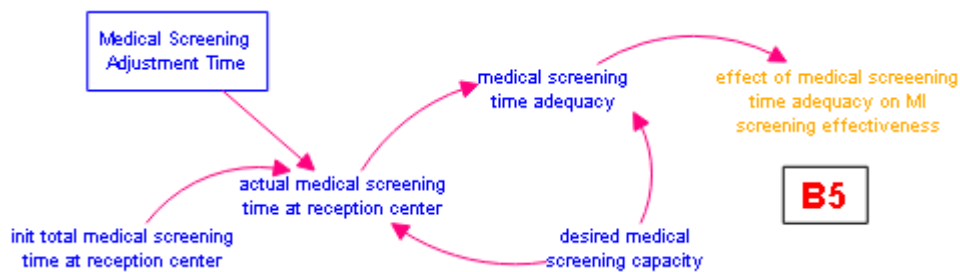 Medical Screening
Adjustment Time
medical screening
time adequacy
effect of medical screeening
time adequacy on MI
screening effectiveness
actual medical screening
time at reception center
B5
init total medical screening
time at reception center
desired medical
screening capacity